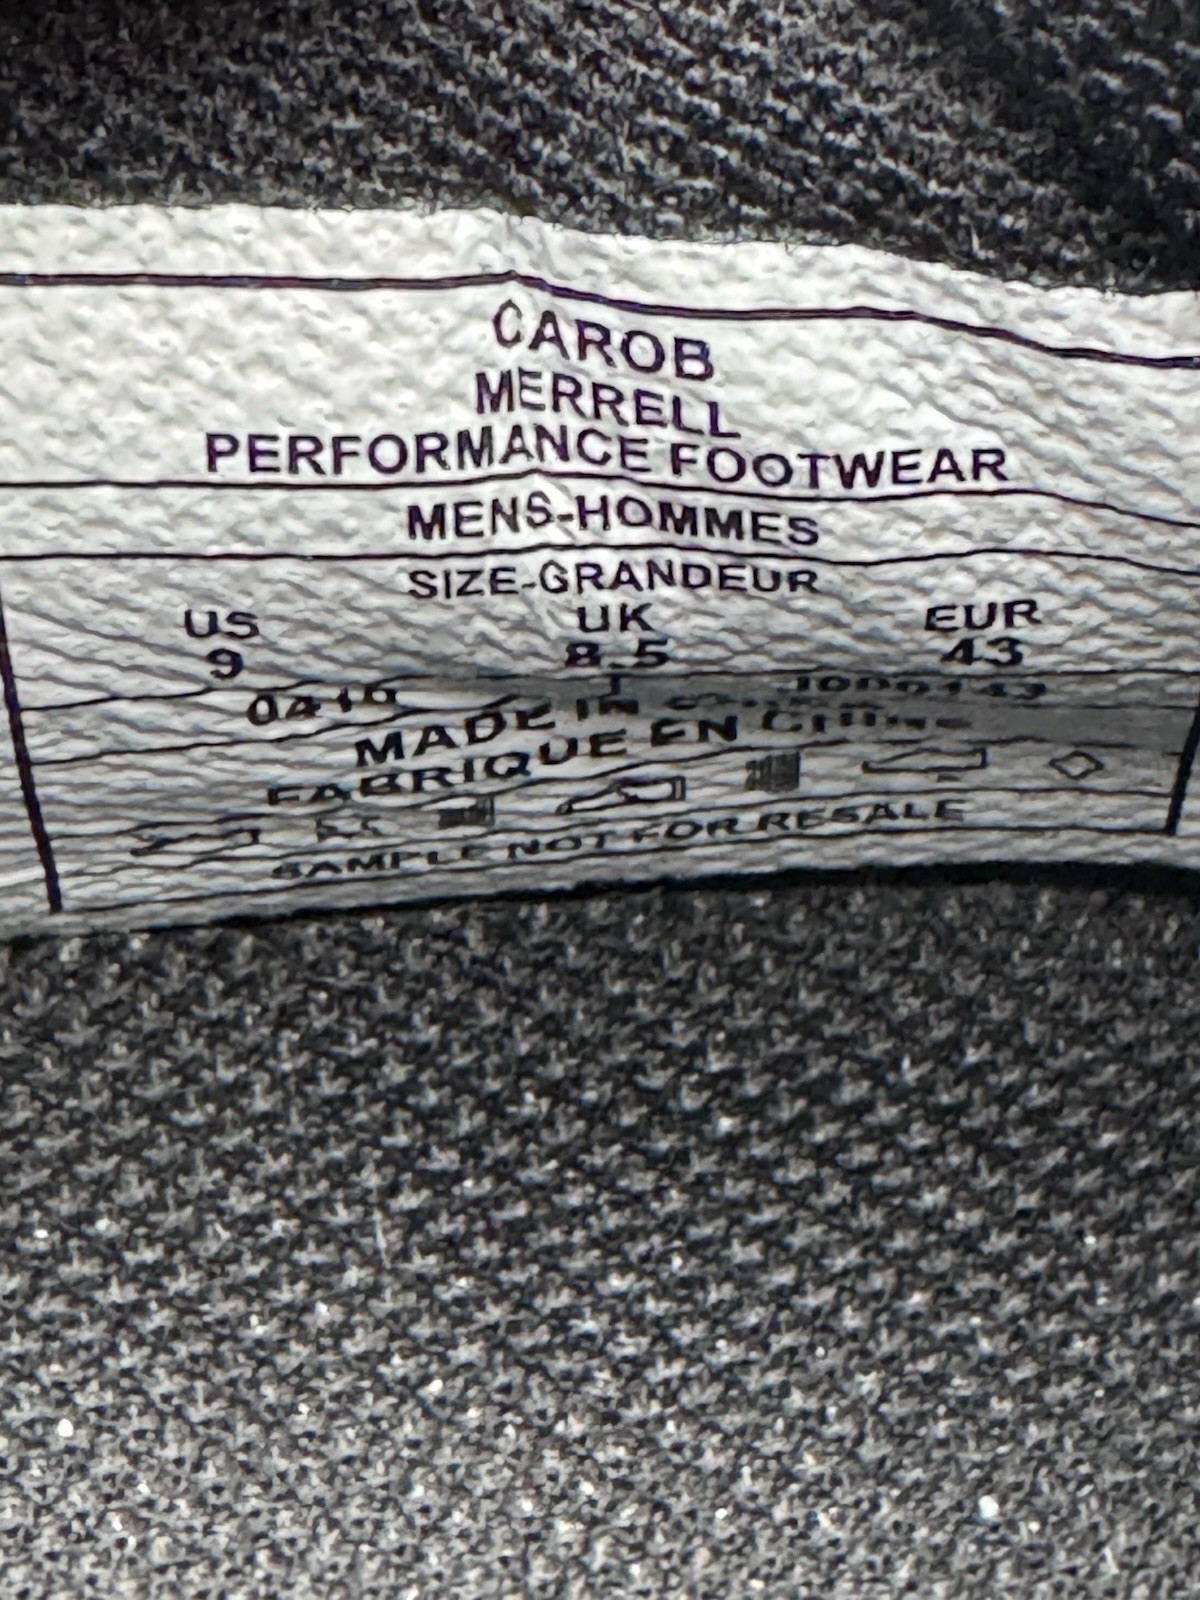 CAROB
MERRELL
PERFORMANCE FOOTWEAR
MENS-HOMMES
SIZE-GRANDEUR
US UK EUR
9 8.5 43
MADE IN
FABRIQUE EN
SAMPLE NOT FOR RESALE